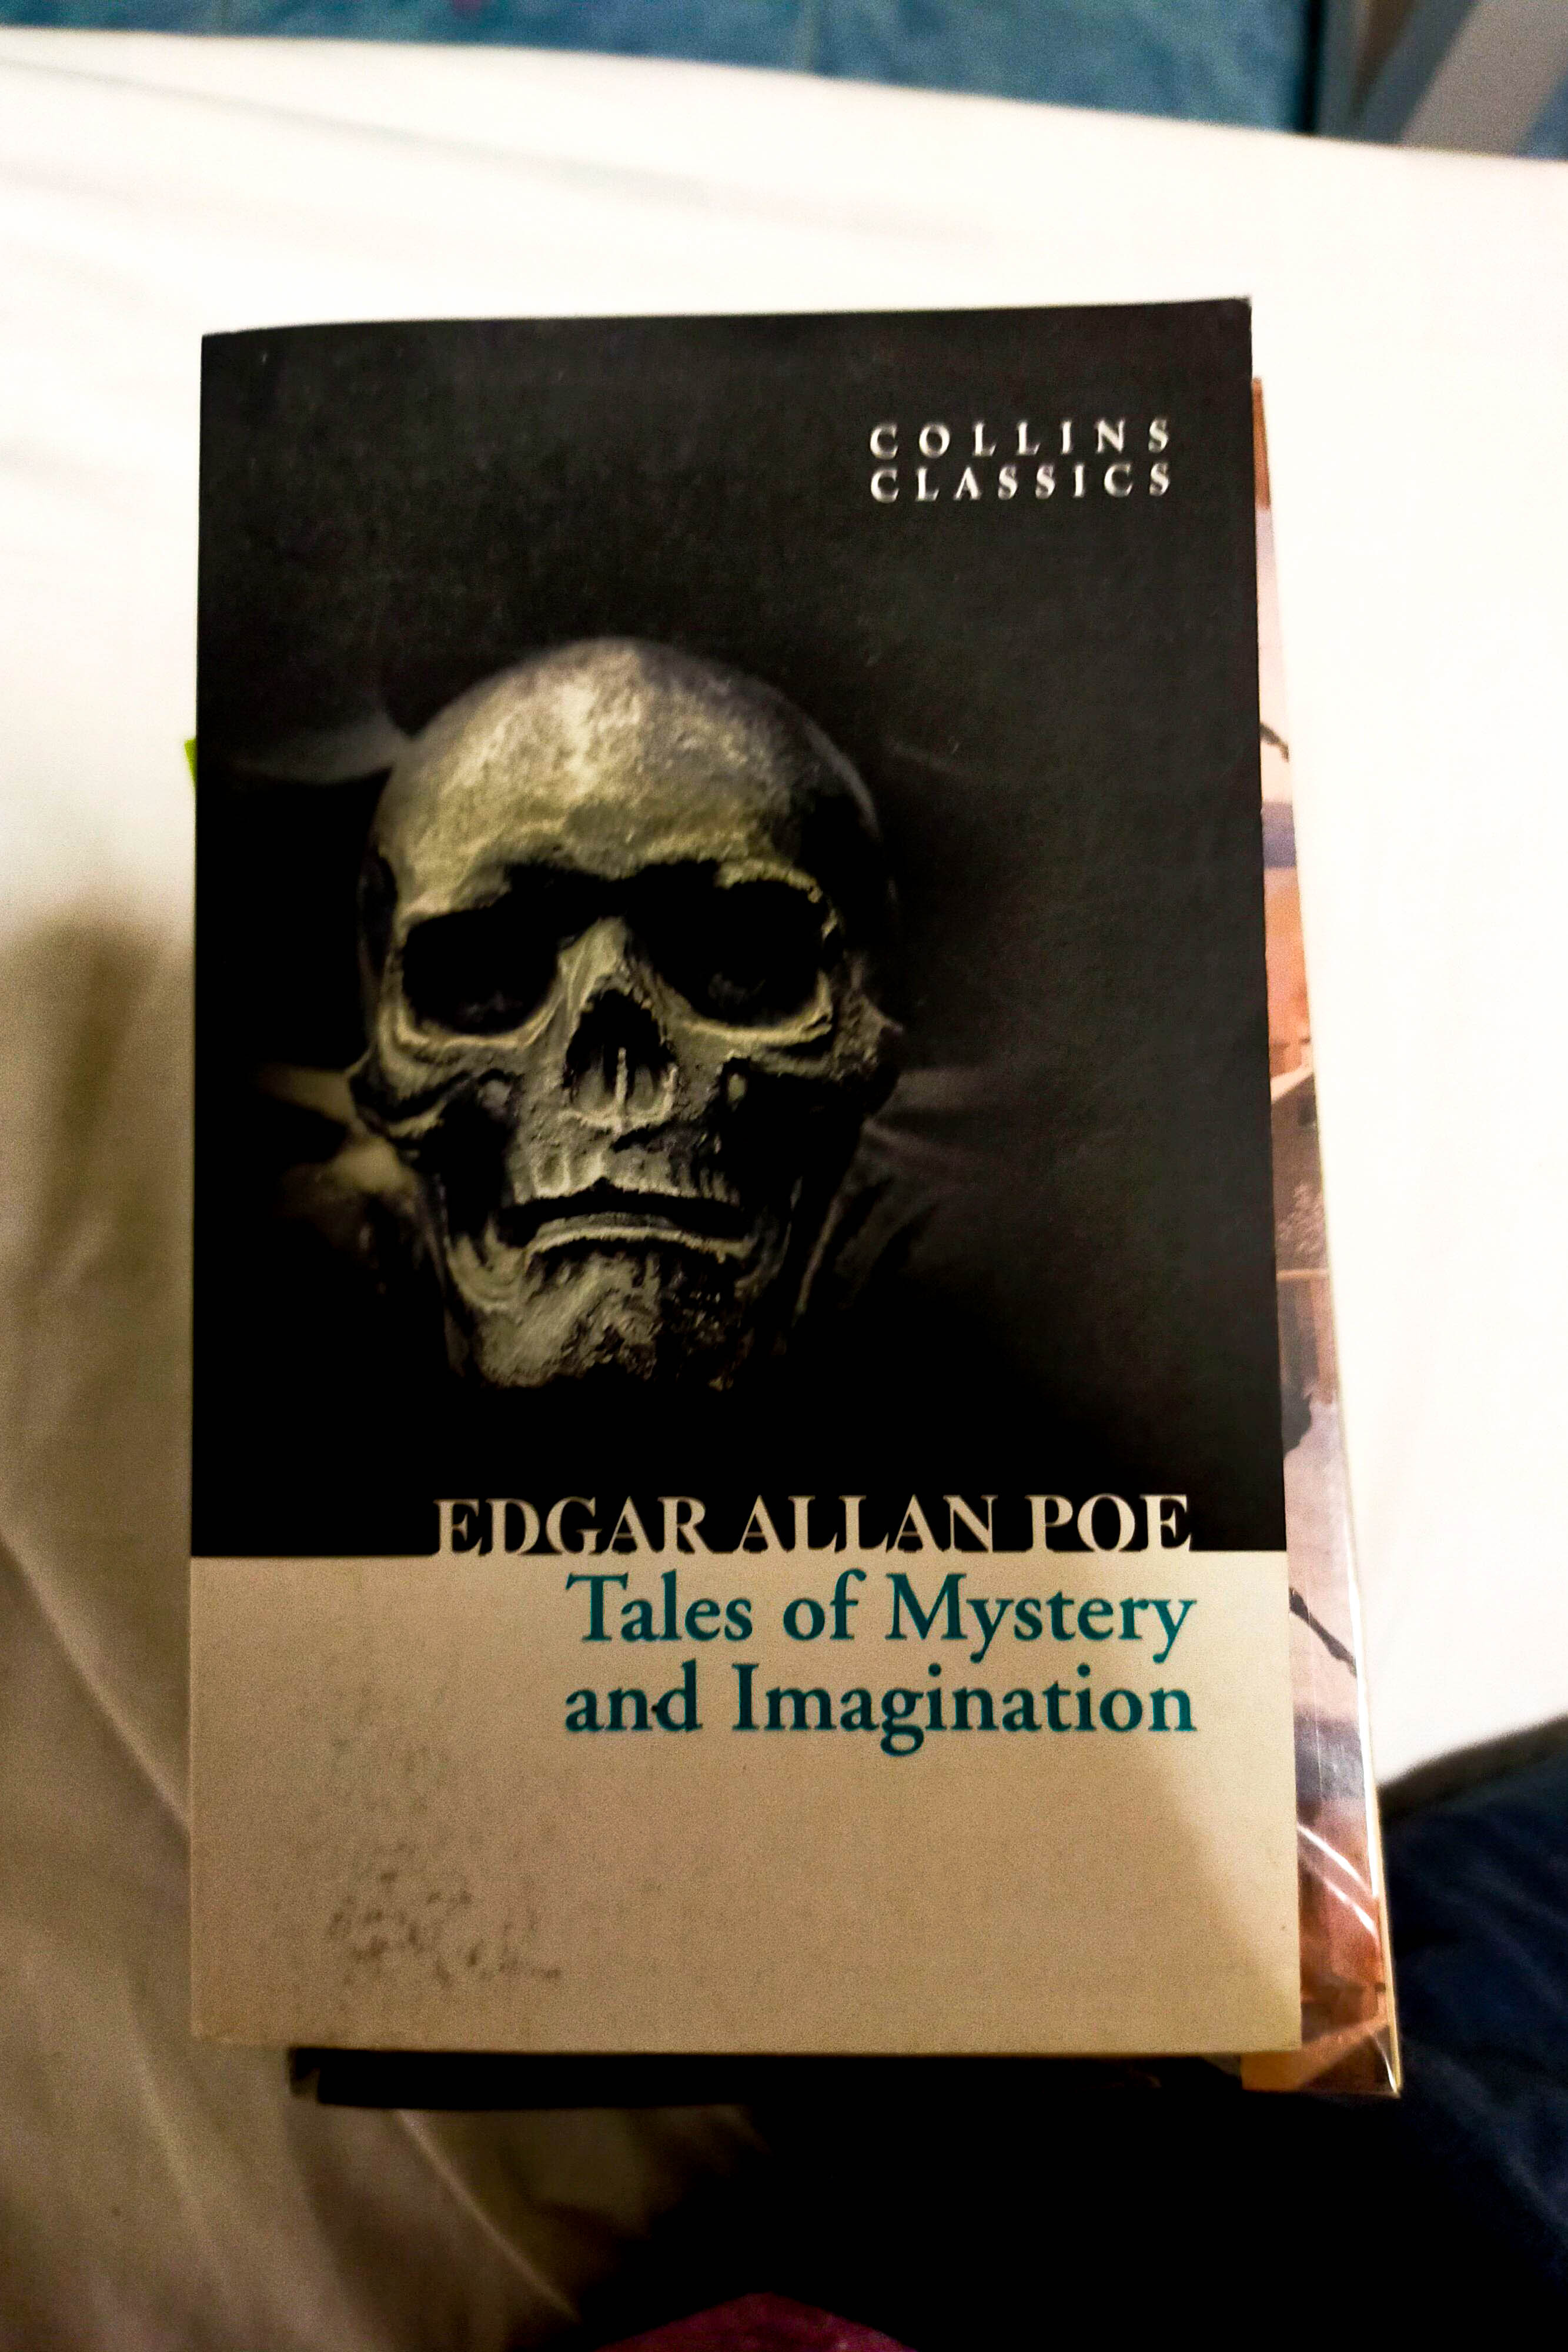 COLLINS
CLASSICS
EDGAR ALLAN POE
Tales of Mystery
and Imagination